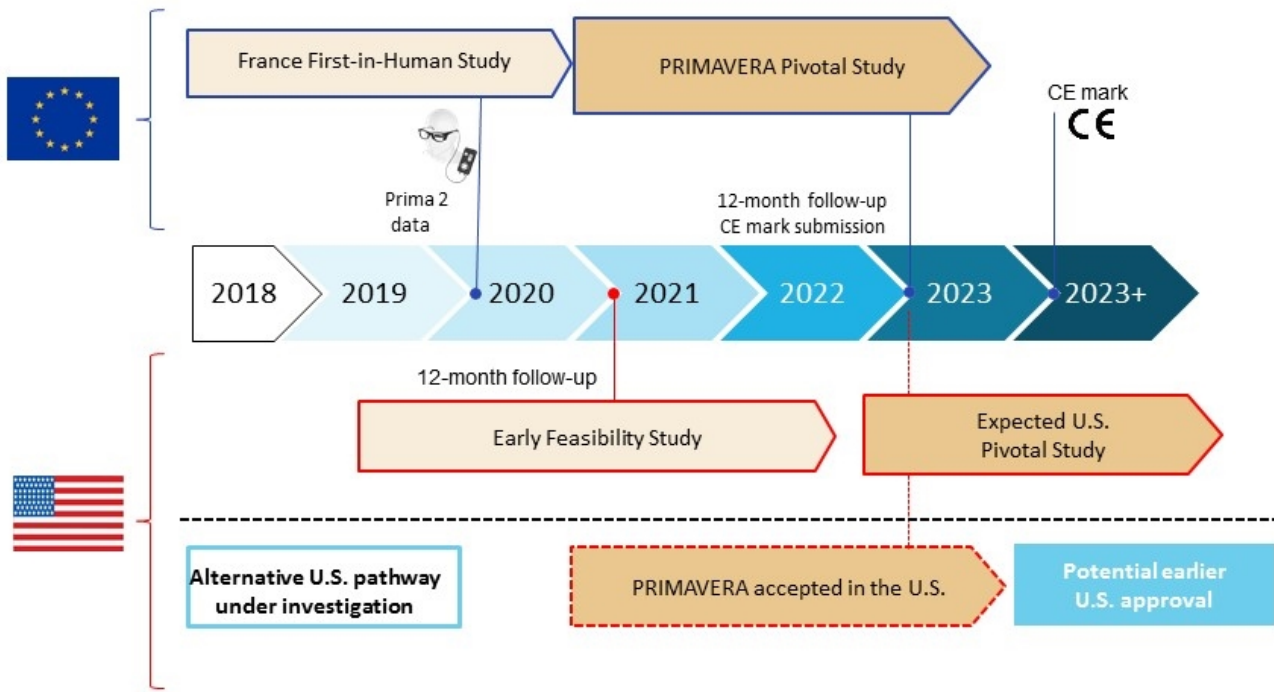 France First-in-Human Study
PRIMAVERA Pivotal Study
CE mark
CE
Prima 2
data
12-month follow-up
CE mark submission
2018
2019
2020
2021
2022
2023
2023+
12-month follow-up
Early Feasibility Study
Expected U.S.
Pivotal Study
Alternative U.S. pathway
under investigation
PRIMAVERA accepted in the U.S.
Potential earlier
U.S. approval